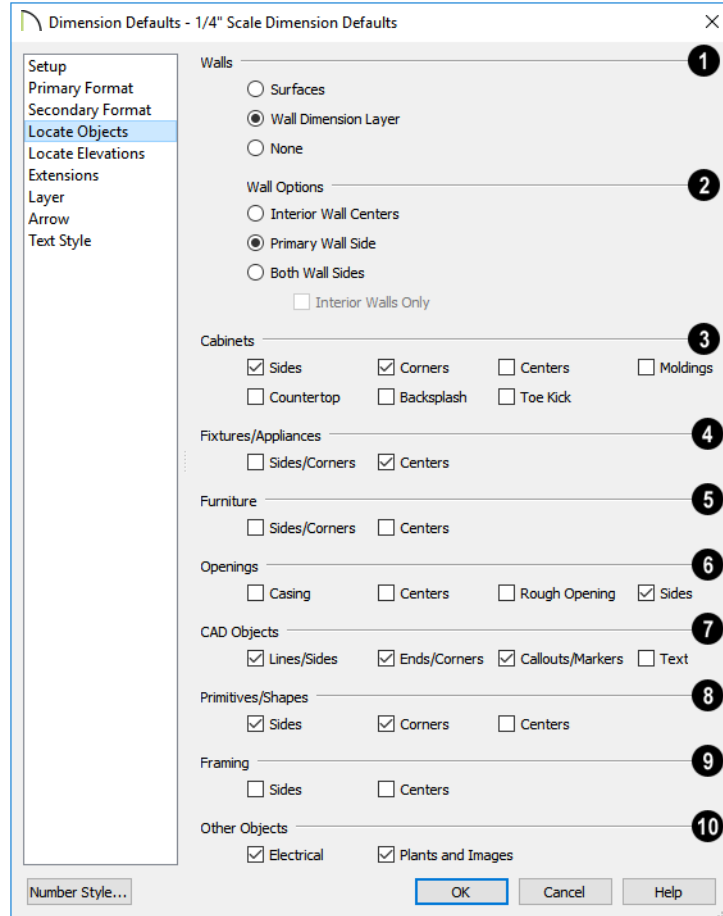 Dimension Defaults - 1/4" Scale Dimension Defaults
Setup
Primary Format
Secondary Format
Locate Objects
Locate Elevations
Extensions
Layer
Arrow
Text Style
Walls 1
Surfaces
Wall Dimension Layer
None
Wall Options 2
Interior Wall Centers
Primary Wall Side
Both Wall Sides
Interior Walls Only
Cabinets 3
Sides Corners Centers Moldings
Countertop Backsplash Toe Kick
Fixtures/Appliances 4
Sides/Corners Centers
Furniture 5
Sides/Corners Centers
Openings 6
Casing Centers Rough Opening Sides
CAD Objects 7
Lines/Sides Ends/Corners Callouts/Markers Text
Primitives/Shapes 8
Sides Corners Centers
Framing 9
Sides Centers
Other Objects 10
Electrical Plants and Images
Number Style... OK Cancel Help